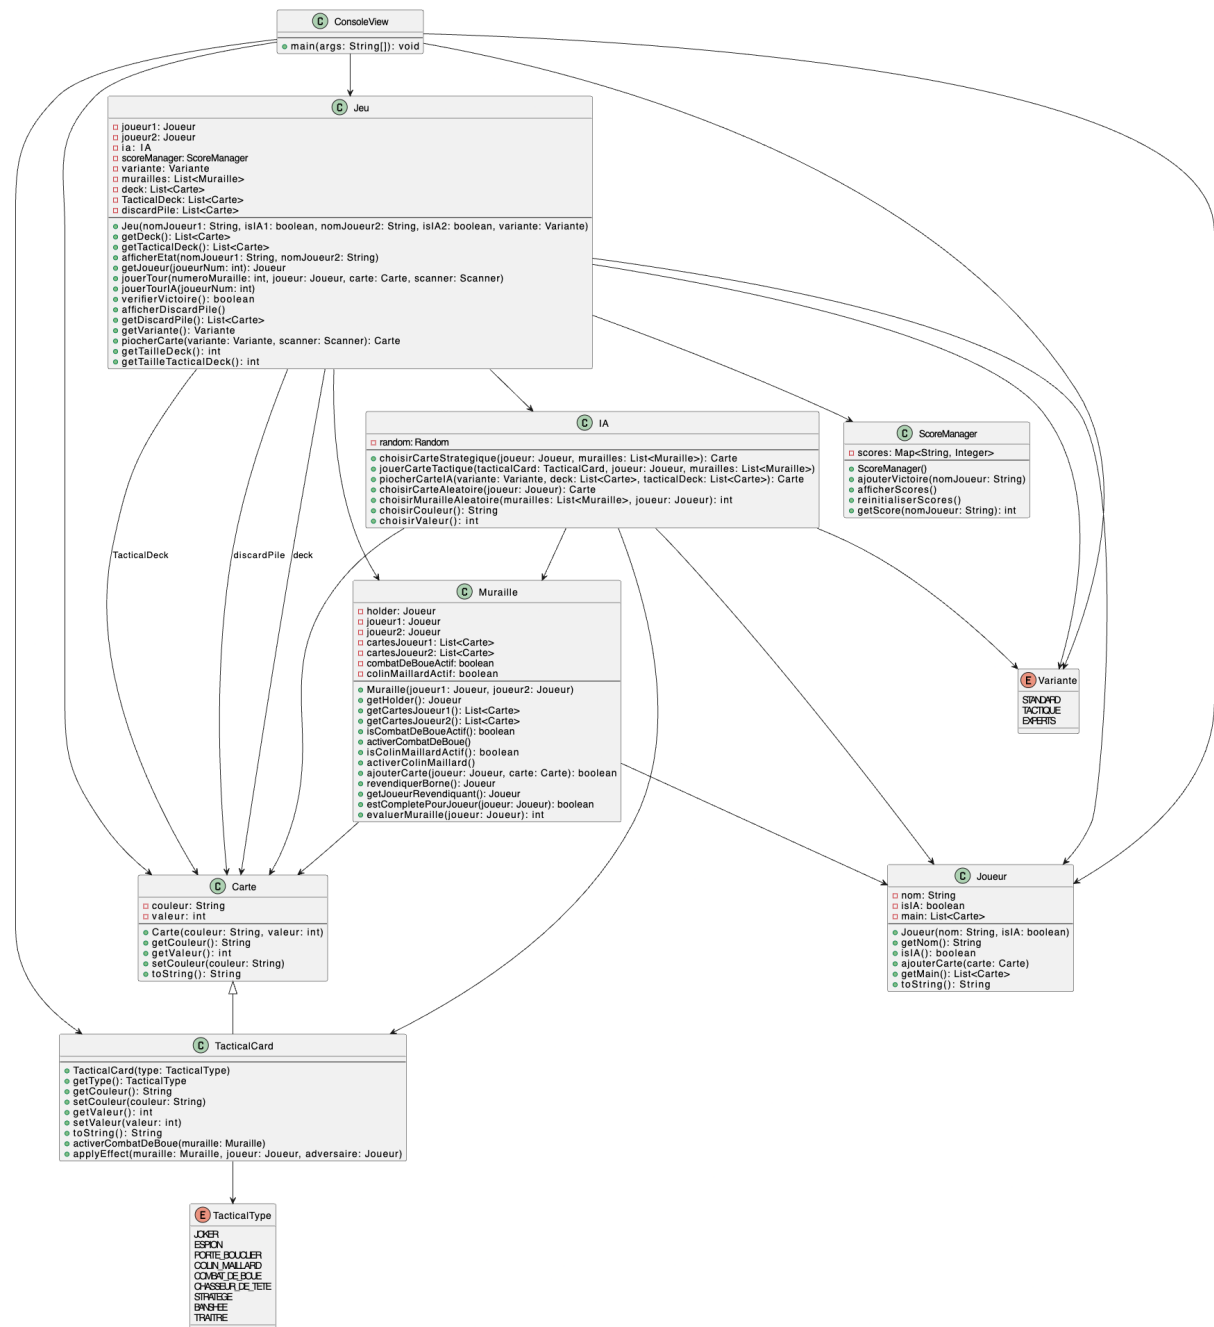 C ConsoleView
main(args: String[]): void
C Jeu
joueur1: Joueur
joueur2: Joueur
ia: IA
scoreManager: ScoreManager
variante: Variante
murailles: List<Muraille>
deck: List<Carte>
TacticalDeck: List<Carte>
discardPile: List<Carte>
Jeu(nomJoueur1: String, isIA1: boolean, nomJoueur2: String, isIA2: boolean, variante: Variante)
getDeck(): List<Carte>
getTacticalDeck(): List<Carte>
afficherEtat(nomJoueur1: String, nomJoueur2: String)
getJoueur(joueurNum: int): Joueur
jouerTour(numeroMuraille: int, joueur: Joueur, carte: Carte, scanner: Scanner)
jouerTourIA(joueurNum: int)
verifierVictoire(): boolean
afficherDiscardPile()
getDiscardPile(): List<Carte>
getVariante(): Variante
piocherCarte(variante: Variante, scanner: Scanner): Carte
getTailleDeck(): int
getTailleTacticalDeck(): int
C IA
random: Random
choisirCarteStrategique(joueur: Joueur, murailles: List<Muraille>): Carte
jouerCarteTactique(tacticalCard: TacticalCard, joueur: Joueur, murailles: List<Muraille>)
piocherCarteIA(variante: Variante, deck: List<Carte>, tacticalDeck: List<Carte>): Carte
choisirCarteAleatoire(joueur: Joueur): Carte
choisirMurailleAleatoire(murailles: List<Muraille>, joueur: Joueur): int
choisirCouleur(): String
choisirValeur(): int
C ScoreManager
scores: Map<String, Integer>
ScoreManager()
ajouterVictoire(nomJoueur: String)
afficherScores()
reinitialiserScores()
getScore(nomJoueur: String): int
TacticalDeck
discardPile
deck
C Muraille
holder: Joueur
joueur1: Joueur
joueur2: Joueur
cartesJoueur1: List<Carte>
cartesJoueur2: List<Carte>
combatDeBoueActif: boolean
colinMaillardActif: boolean
Muraille(joueur1: Joueur, joueur2: Joueur)
getHolder(): Joueur
getCartesJoueur1(): List<Carte>
getCartesJoueur2(): List<Carte>
isCombatDeBoueActif(): boolean
activerCombatDeBoue()
isColinMaillardActif(): boolean
activerColinMaillard()
ajouterCarte(joueur: Joueur, carte: Carte): boolean
revendiquerBorne(): Joueur
getJoueurRevendiquant(): Joueur
estCompletePourJoueur(joueur: Joueur): boolean
evaluerMuraille(joueur: Joueur): int
E Variante
STANDARD
TACTIQUE
EXPERTS
C Carte
couleur: String
valeur: int
Carte(couleur: String, valeur: int)
getCouleur(): String
getValeur(): int
setCouleur(couleur: String)
toString(): String
C Joueur
nom: String
isIA: boolean
main: List<Carte>
Joueur(nom: String, isIA: boolean)
getNom(): String
isIA(): boolean
ajouterCarte(carte: Carte)
getMain(): List<Carte>
toString(): String
C TacticalCard
TacticalCard(type: TacticalType)
getType(): TacticalType
getCouleur(): String
setCouleur(couleur: String)
getValeur(): int
setValeur(valeur: int)
toString(): String
activerCombatDeBoue(muraille: Muraille)
applyEffect(muraille: Muraille, joueur: Joueur, adversaire: Joueur)
E TacticalType
JOKER
ESPION
PORTE_BOUCLIER
COLIN_MAILLARD
COMBAT_DE_BOUE
CHASSEUR_DE_TETE
STRATEGE
BANSHEE
TRAITRE